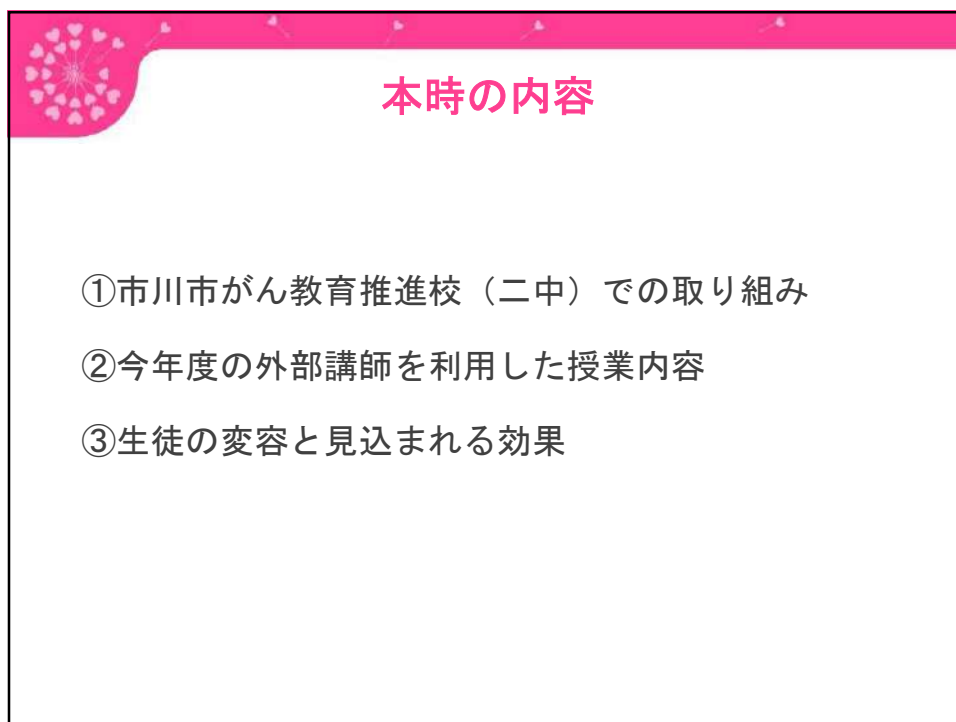 本時の内容
①市川市がん教育推進校（二中）での取り組み
②今年度の外部講師を利用した授業内容
③生徒の変容と見込まれる効果